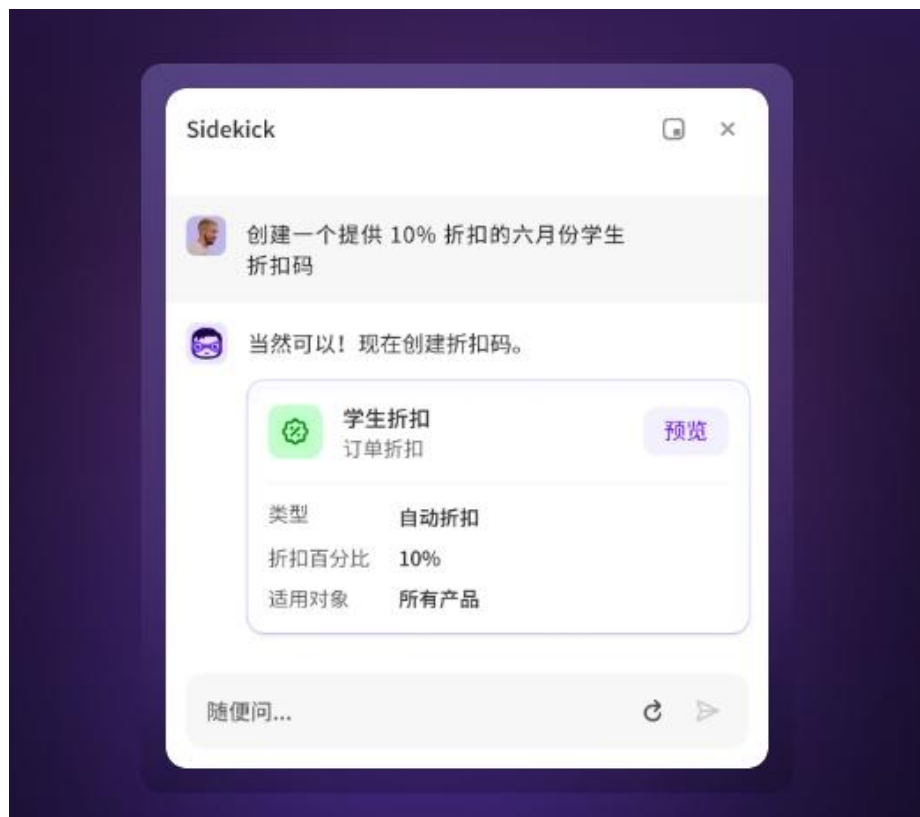 Sidekick
创建一个提供 10% 折扣的六月份学生
折扣码
当然可以！现在创建折扣码。
学生折扣
订单折扣
预览
类型 自动折扣
折扣百分比 10%
适用对象 所有产品
随便问...